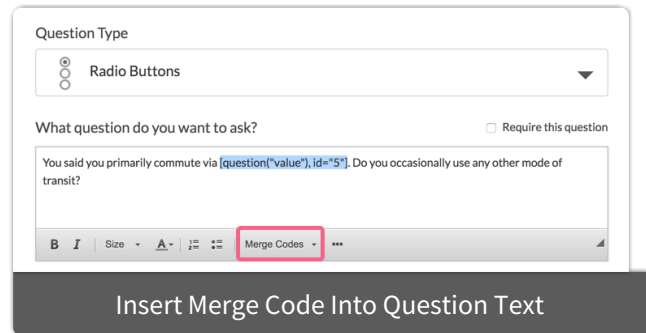 Question Type
Radio Buttons
What question do you want to ask?
Require this question
You said you primarily commute via [question("value"), id="5"]. Do you occasionally use any other mode of
transit?
B I Size A Merge Codes
Insert Merge Code Into Question Text